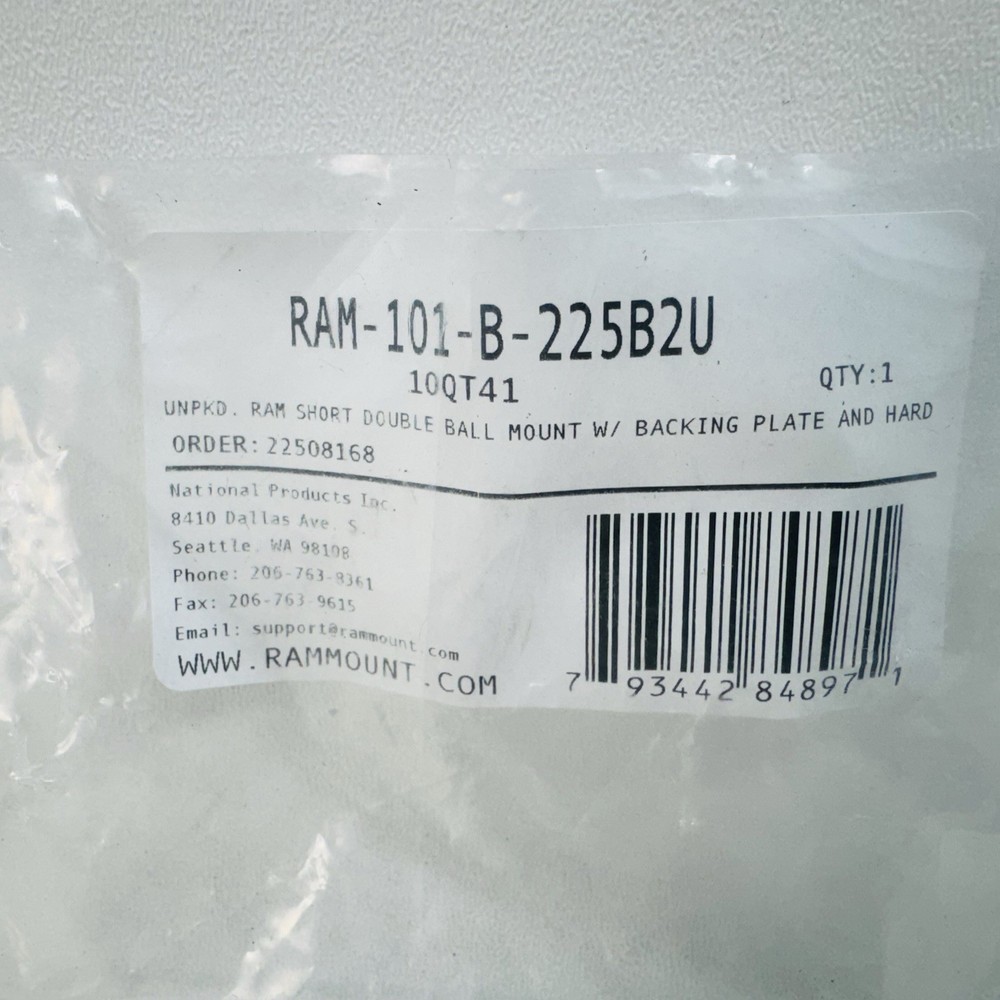 RAM-101-B-225B2U
10QT41
QTY:1
UNPKD. RAM SHORT DOUBLE BALL MOUNT W/ BACKING PLATE AND HARD
ORDER: 22508168
National Products Inc.
8410 Dallas Ave. S.
Seattle, WA 98108
Phone: 206-763-8361
Fax: 206-763-9615
Email: support@rammount.com
WWW.RAMMOUNT.COM
7 93442 84897 1